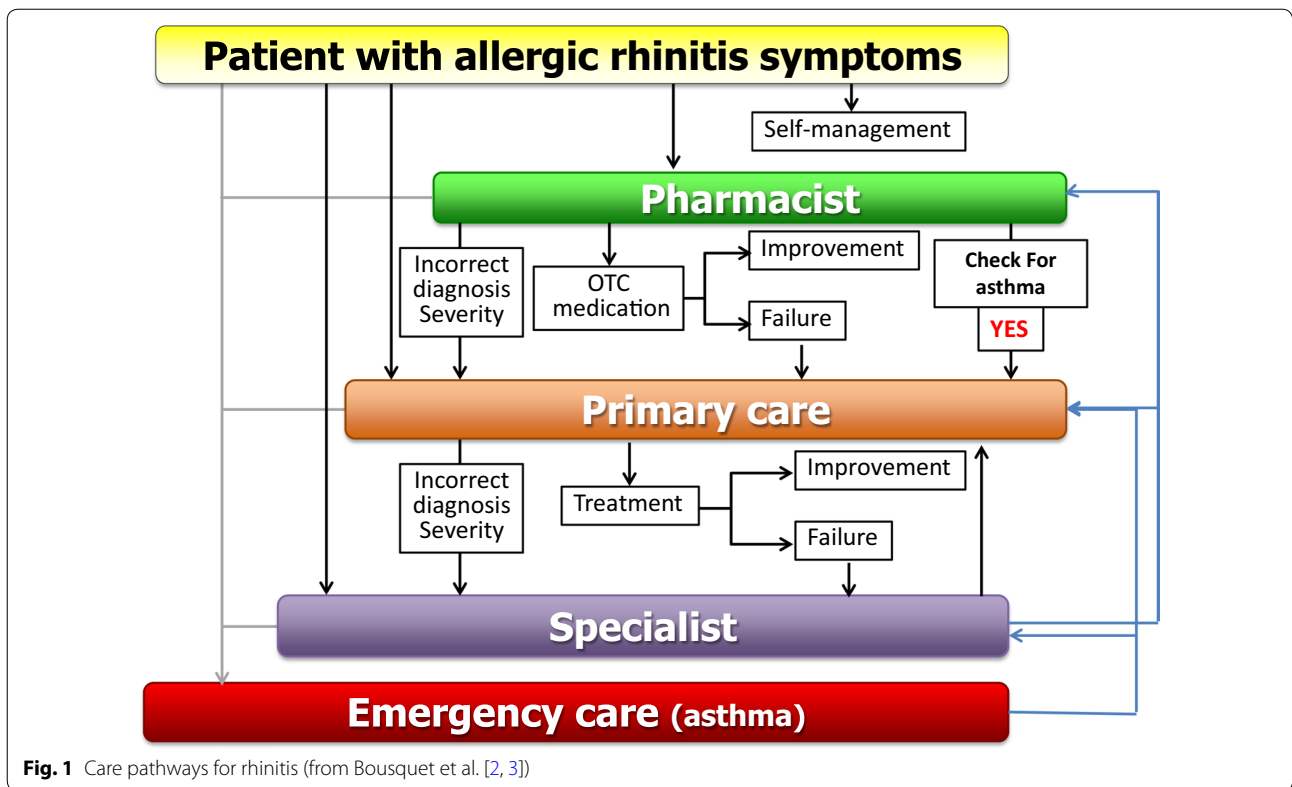 Patient with allergic rhinitis symptoms
Self-management
Pharmacist
Incorrect
diagnosis
Severity
OTC
medication
Improvement
Failure
Check For
asthma
YES
Primary care
Incorrect
diagnosis
Severity
Treatment
Improvement
Failure
Specialist
Emergency care (asthma)
Fig. 1 Care pathways for rhinitis (from Bousquet et al. [2, 3])